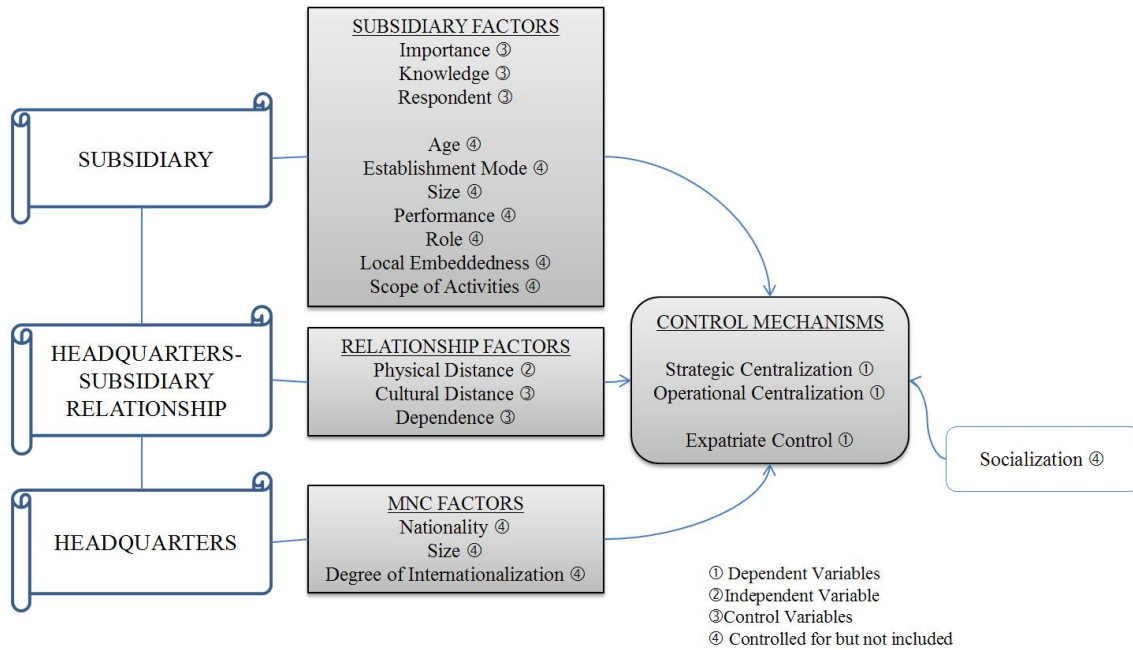 SUBSIDIARY
HEADQUARTERS-
SUBSIDIARY
RELATIONSHIP
HEADQUARTERS
SUBSIDIARY FACTORS
Importance ③
Knowledge ③
Respondent ③
Age ④
Establishment Mode ④
Size ④
Performance ④
Role ④
Local Embeddedness ④
Scope of Activities ④
RELATIONSHIP FACTORS
Physical Distance ②
Cultural Distance ③
Dependence ③
MNC FACTORS
Nationality ④
Size ④
Degree of Internationalization ④
CONTROL MECHANISMS
Strategic Centralization ①
Operational Centralization ①
Expatriate Control ①
Socialization ④
① Dependent Variables
②Independent Variable
③Control Variables
④ Controlled for but not included